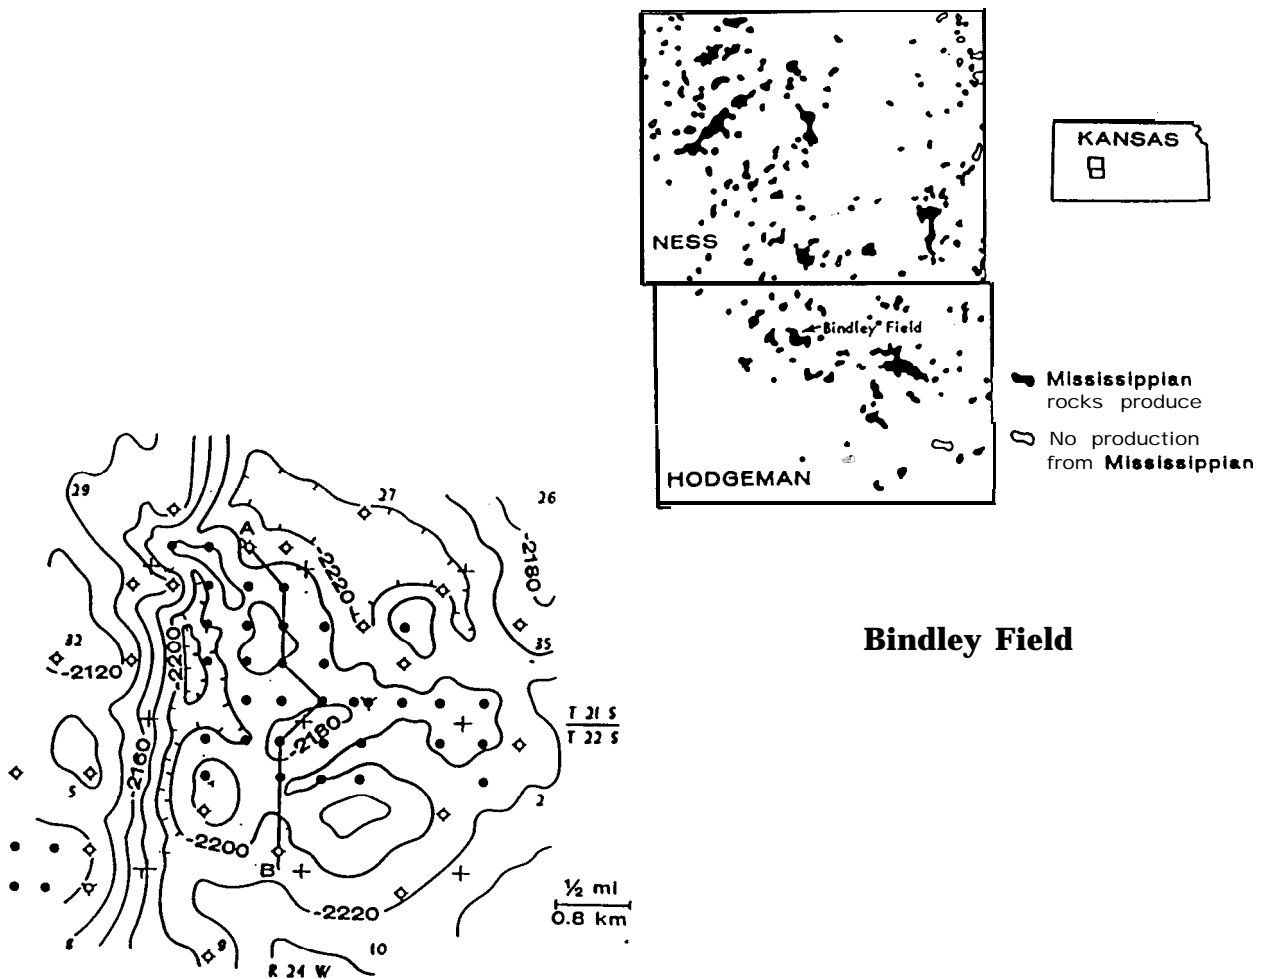 KANSAS
NESS
Bindley Field
Mississippian
rocks produce
No production
from Mississippian
HODGEMAN
29
27
26
A
-2220
-2180
32
-2200
35
-2120
T 21 S
T 22 S
-2180
-2160
5
2
-2200
B
½ mi
0.8 km
-2220
8
9
10
R 24 W
Bindley Field